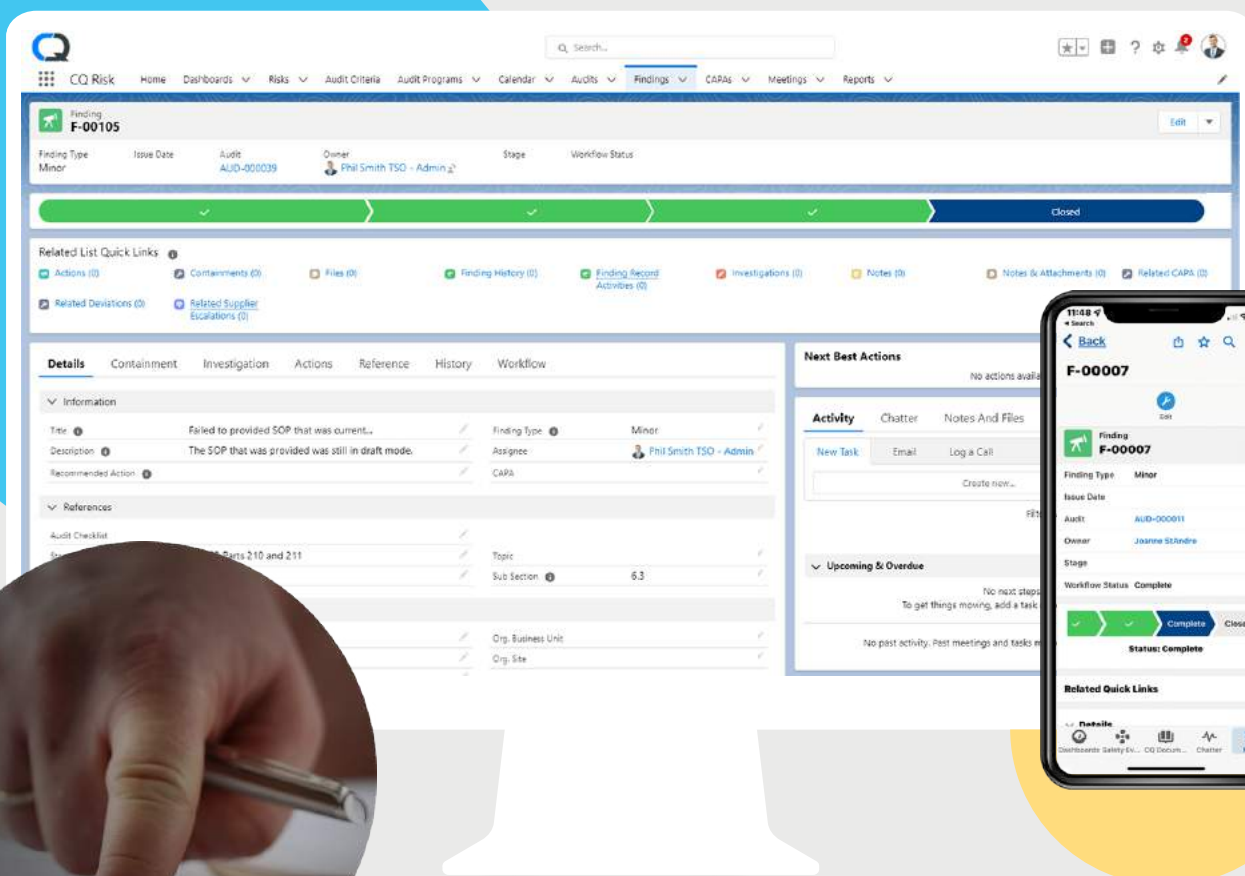 Search...
2
CQ Risk Home Dashboards Risks Audit Criteria Audit Programs Calendar Audits Findings CAPAs Meetings Reports
Finding
F-00105
Edit
Finding Type Issue Date Audit Owner Stage Workflow Status
Minor AUD-000039 Phil Smith TSO - Admin
Closed
Related List Quick Links
Actions (0) Containments (0) Files (0) Finding History (0) Finding Record Activities (0) Investigations (0) Notes (0) Notes & Attachments (0) Related CAPA (0)
Related Deviations (0) Related Supplier Escalations (0)
Details Containment Investigation Actions Reference History Workflow
Information
Title Failed to provided SOP that was current... Finding Type Minor
Description The SOP that was provided was still in draft mode. Assignee Phil Smith TSO - Admin
Recommended Action CAPA
References
Audit Checklist
Parts 210 and 211 Topic
Sub Section 6.3
Org. Business Unit
Org. Site
Next Best Actions
No actions
Activity Chatter Notes And Files
New Task Email Log a Call
Create new...
Upcoming & Overdue
No next steps
To get things moving, add a task
No past activity. Past meetings and tasks
11:48
Search
Back
F-00007
Edit
Finding
F-00007
Finding Type Minor
Issue Date
Audit AUD-000011
Owner Joanne StAndre
Stage
Workflow Status Complete
Complete
Status: Complete
Related Quick Links
Details
Dashboards Safety Ev... CQ Docum... Chatter